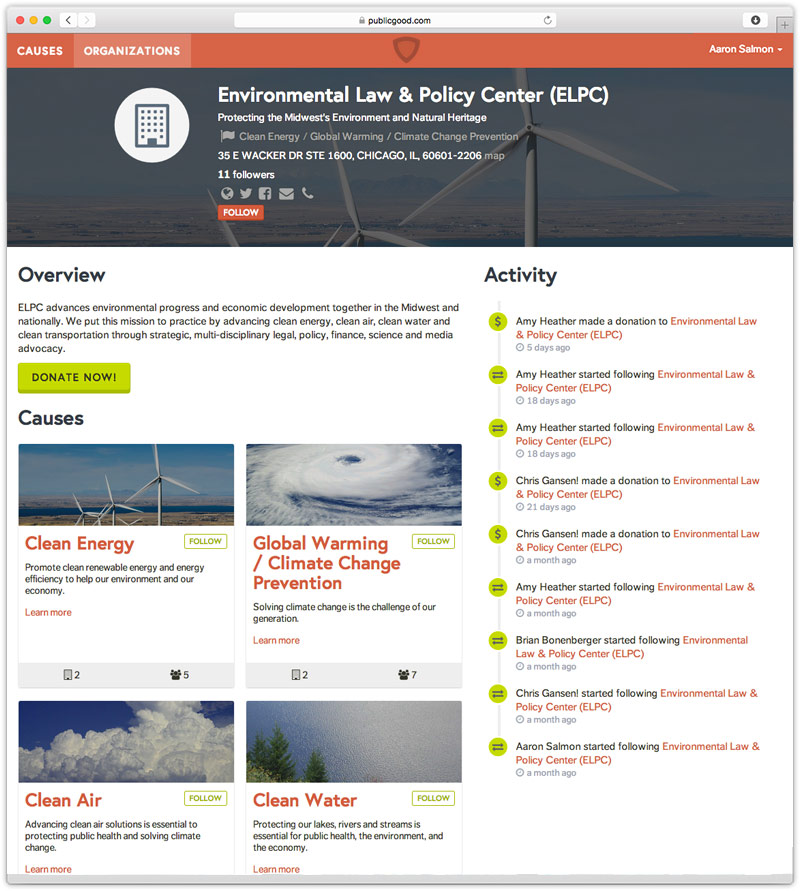 publicgood.com
CAUSES
ORGANIZATIONS
Aaron Salmon
Environmental Law & Policy Center (ELPC)
Protecting the Midwest's Environment and Natural Heritage
Clean Energy / Global Warming / Climate Change Prevention
35 E WACKER DR STE 1600, CHICAGO, IL, 60601-2206 map
11 followers
FOLLOW
Overview
ELPC advances environmental progress and economic development together in the Midwest and
nationally. We put this mission to practice by advancing clean energy, clean air, clean water and
clean transportation through strategic, multi-disciplinary legal, policy, finance, science and media
advocacy.
DONATE NOW!
Causes
Clean Energy
FOLLOW
Promote clean renewable energy and energy
efficiency to help our environment and our
economy.
Learn more
2
5
Global Warming
/ Climate Change
Prevention
FOLLOW
Solving climate change is the challenge of our
generation.
Learn more
2
7
Clean Air
FOLLOW
Advancing clean air solutions is essential to
protecting public health and solving climate
change.
Learn more
Clean Water
FOLLOW
Protecting our lakes, rivers and streams is
essential for public health, the environment, and
the economy.
Learn more
Activity
$
Amy Heather made a donation to Environmental Law
& Policy Center (ELPC)
5 days ago
Amy Heather started following Environmental Law &
Policy Center (ELPC)
18 days ago
Amy Heather started following Environmental Law &
Policy Center (ELPC)
18 days ago
$
Chris Gansen! made a donation to Environmental Law
& Policy Center (ELPC)
21 days ago
$
Chris Gansen! made a donation to Environmental Law
& Policy Center (ELPC)
a month ago
Amy Heather started following Environmental Law &
Policy Center (ELPC)
a month ago
Brian Bonenberger started following Environmental
Law & Policy Center (ELPC)
a month ago
Chris Gansen! started following Environmental Law &
Policy Center (ELPC)
a month ago
Aaron Salmon started following Environmental Law &
Policy Center (ELPC)
a month ago